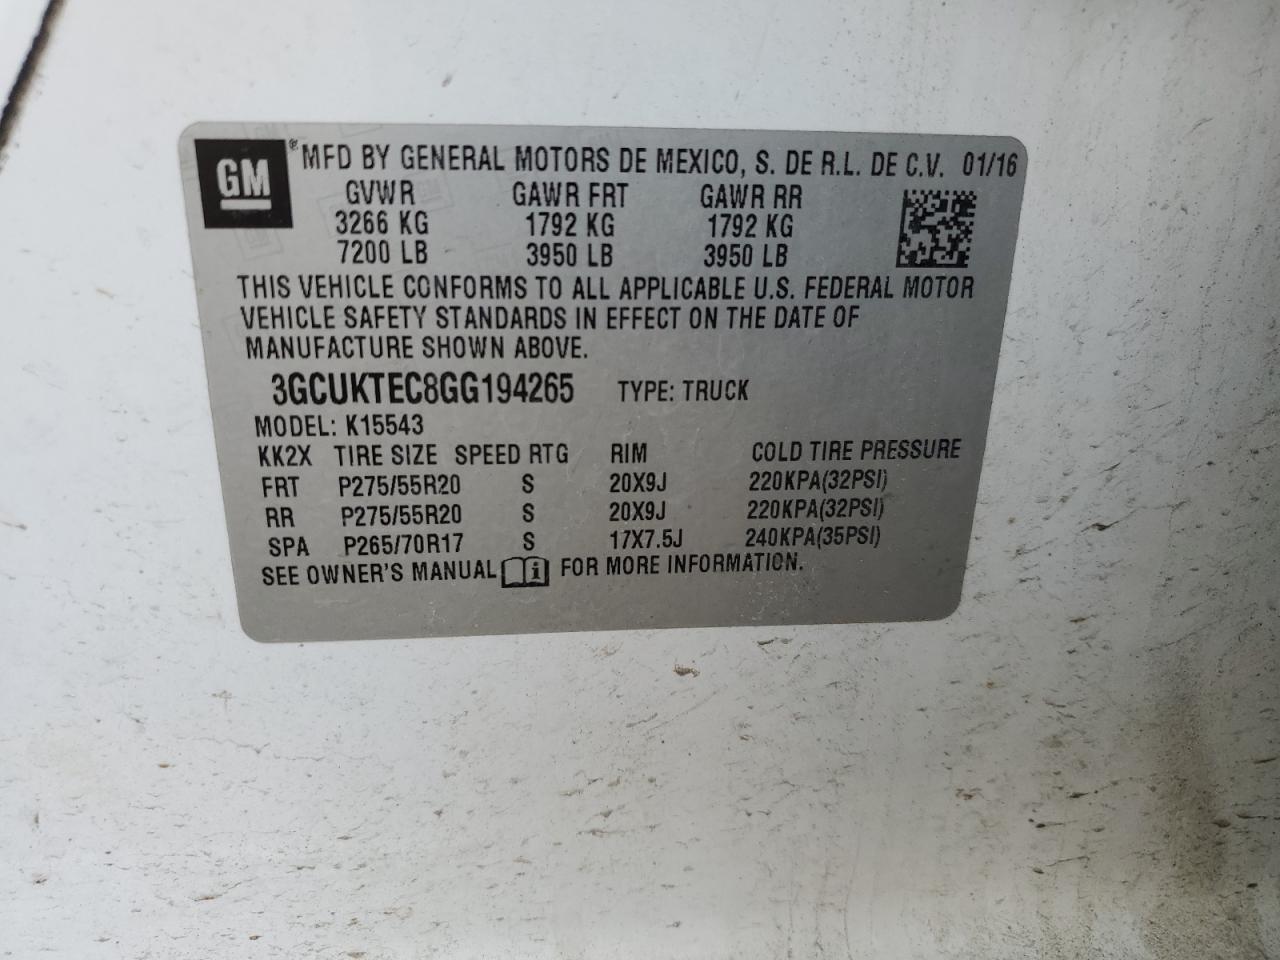 GM ® MFD BY GENERAL MOTORS DE MEXICO, S. DE R.L. DE C.V. 01/16
GVWR GAWR FRT GAWR RR
3266 KG 1792 KG 1792 KG
7200 LB 3950 LB 3950 LB
THIS VEHICLE CONFORMS TO ALL APPLICABLE U.S. FEDERAL MOTOR
VEHICLE SAFETY STANDARDS IN EFFECT ON THE DATE OF
MANUFACTURE SHOWN ABOVE.
3GCUKTEC8GG194265 TYPE: TRUCK
MODEL: K15543
KK2X TIRE SIZE SPEED RTG RIM COLD TIRE PRESSURE
FRT P275/55R20 S 20X9J 220KPA(32PSI)
RR P275/55R20 S 20X9J 220KPA(32PSI)
SPA P265/70R17 S 17X7.5J 240KPA(35PSI)
SEE OWNER'S MANUAL i FOR MORE INFORMATION.